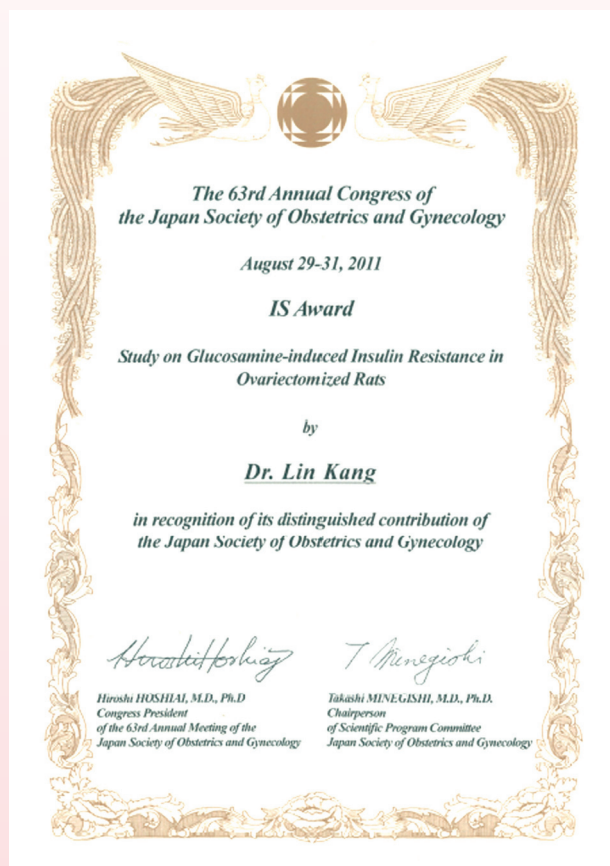 The 63rd Annual Congress of
the Japan Society of Obstetrics and Gynecology
August 29-31, 2011
IS Award
Study on Glucosamine-induced Insulin Resistance in
Ovariectomized Rats
by
Dr. Lin Kang
in recognition of its distinguished contribution of
the Japan Society of Obstetrics and Gynecology
Hiroshi Hoshiai
T Minegishi
Hiroshi HOSHIAI, M.D., Ph.D
Congress President
of the 63rd Annual Meeting of the
Japan Society of Obstetrics and Gynecology
Takashi MINEGISHI, M.D., Ph.D.
Chairperson
of Scientific Program Committee
Japan Society of Obstetrics and Gynecology